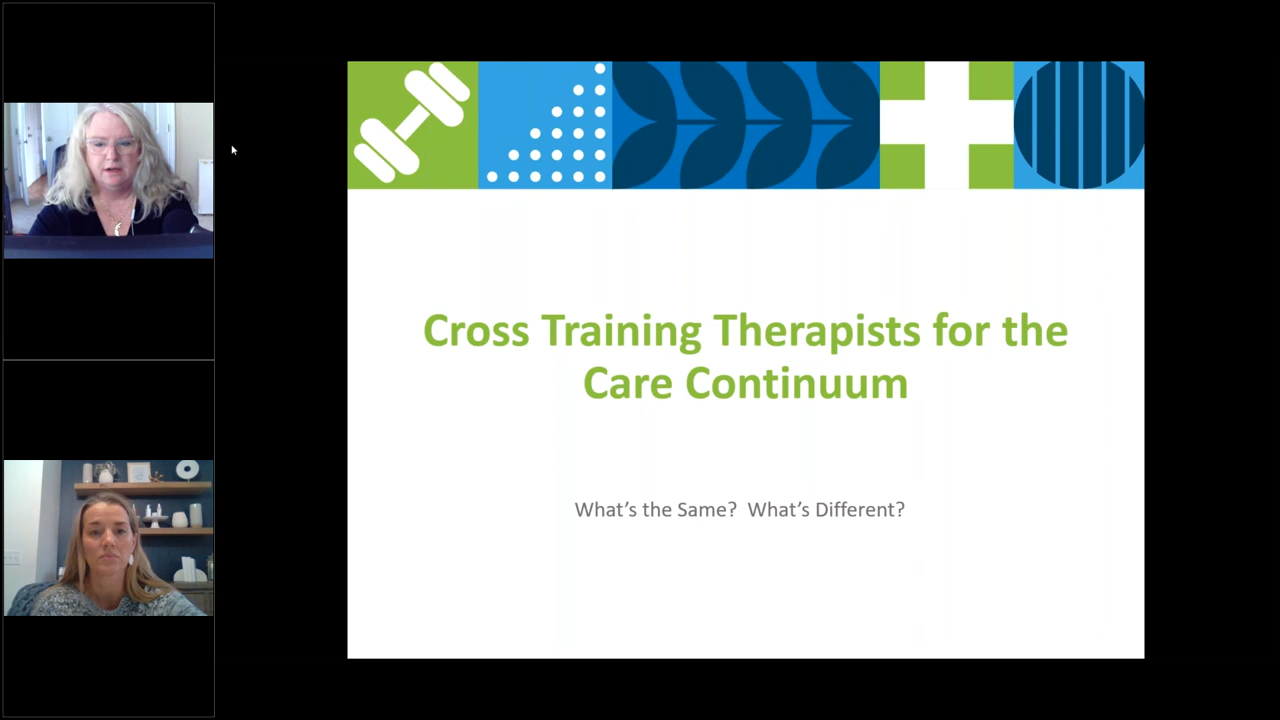 Cross Training Therapists for the
Care Continuum
What's the Same?  What's Different?